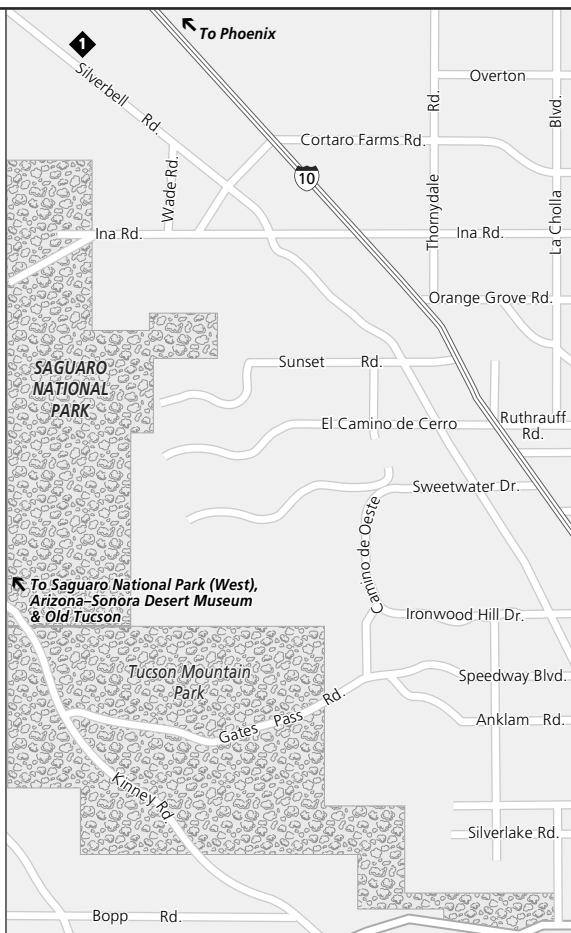 To Phoenix
1
Silverbell Rd.
Overton
Rd.
Blvd.
Cortaro Farms Rd.
Wade Rd.
10
Thornydale
La Cholla
Ina Rd.
Ina Rd.
Orange Grove Rd.
SAGUARO
NATIONAL
PARK
Sunset Rd.
El Camino de Cerro
Ruthrauff
Rd.
Sweetwater Dr.
Camino de Oeste
To Saguaro National Park (West),
Arizona–Sonora Desert Museum
& Old Tucson
Ironwood Hill Dr.
Tucson Mountain
Park
Speedway Blvd.
Gates Pass Rd.
Anklam Rd.
Kinney Rd.
Silverlake Rd.
Bopp Rd.